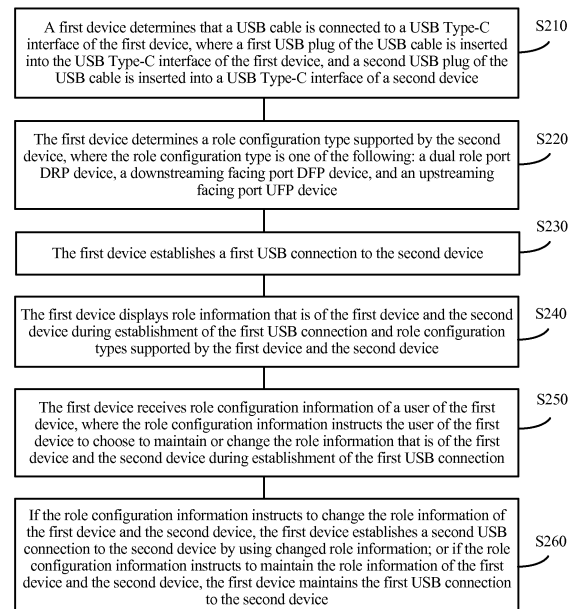 A first device determines that a USB cable is connected to a USB Type-C
interface of the first device, where a first USB plug of the USB cable is inserted
into the USB Type-C interface of the first device, and a second USB plug of
the USB cable is inserted into a USB Type-C interface of a second device
S210
The first device determines a role configuration type supported by the second
device, where the role configuration type is one of the following: a dual role port
DRP device, a downstreaming facing port DFP device, and an upstreaming
facing port UFP device
S220
The first device establishes a first USB connection to the second device
S230
The first device displays role information that is of the first device and the second
device during establishment of the first USB connection and role configuration
types supported by the first device and the second device
S240
The first device receives role configuration information of a user of the first
device, where the role configuration information instructs the user of the first
device to choose to maintain or change the role information that is of the first
device and the second device during establishment of the first USB connection
S250
If the role configuration information instructs to change the role information of
the first device and the second device, the first device establishes a second USB
connection to the second device by using changed role information; or if the role
configuration information instructs to maintain the role information of the first
device and the second device, the first device maintains the first USB connection
to the second device
S260